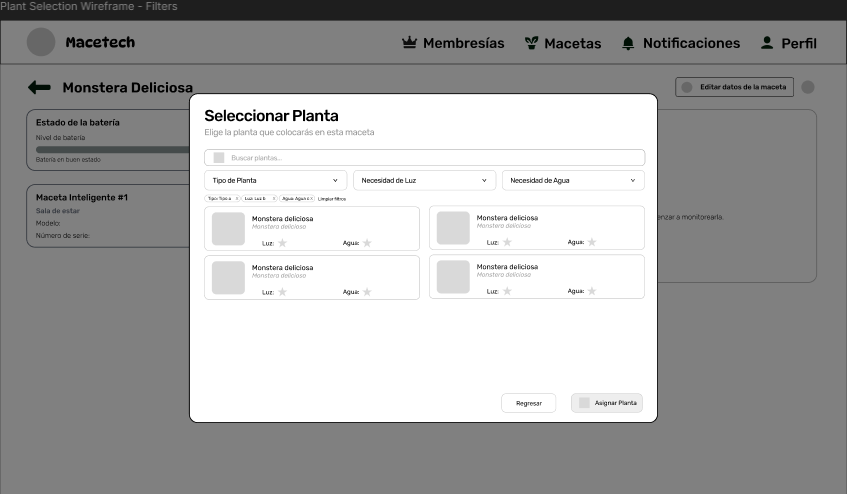 Plant Selection Wireframe - Filters
Macetech
Membresías
Macetas
Notificaciones
Perfil
Monstera Deliciosa
Editar datos de la maceta
Estado de la batería
Nivel de batería
Batería en buen estado
Maceta Inteligente #1
Sala de estar
Modelo:
Número de serie:
enzar a monitorearla.
Seleccionar Planta
Elige la planta que colocarás en esta maceta
Buscar plantas...
Tipo de Planta
Necesidad de Luz
Necesidad de Agua
Tipo: Tipo a X
Luz: Luz b X
Agua: Agua c X
Limpiar filtros
Monstera deliciosa
Monstera deliciosa
Luz:
Agua:
Monstera deliciosa
Monstera deliciosa
Luz:
Agua:
Monstera deliciosa
Monstera deliciosa
Luz:
Agua:
Monstera deliciosa
Monstera deliciosa
Luz:
Agua:
Regresar
Asignar Planta